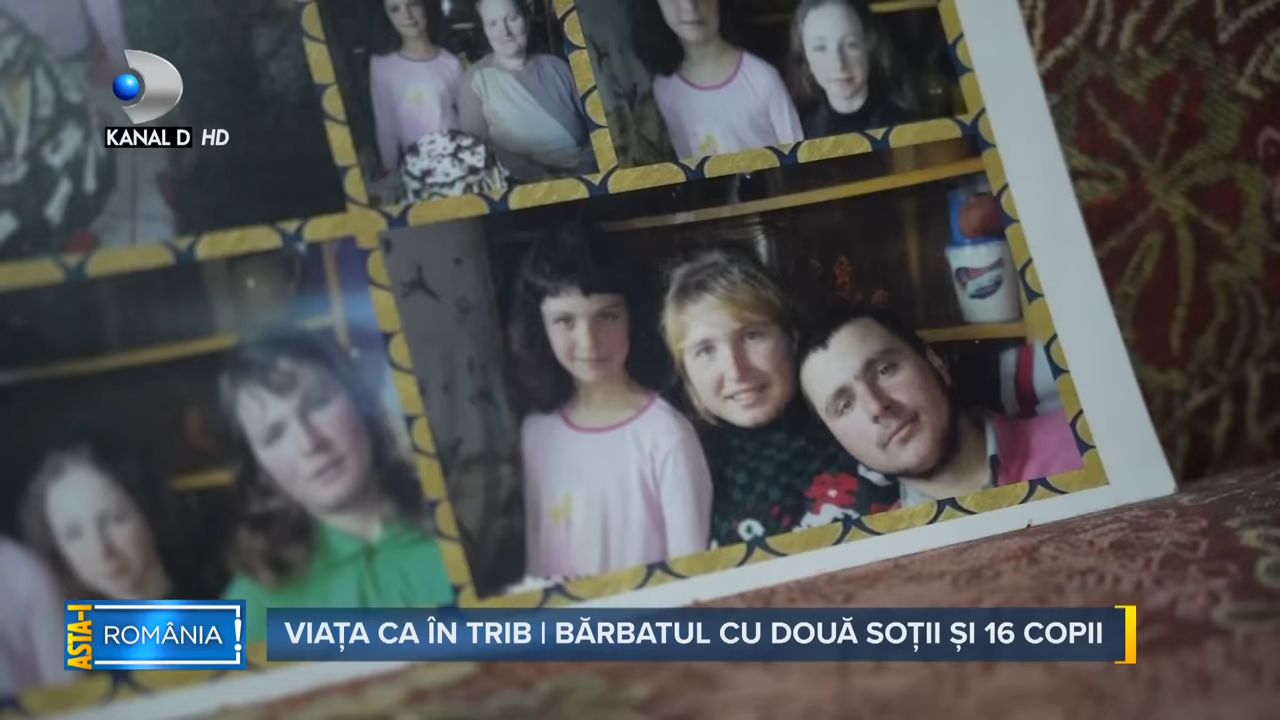 KANAL D HD
ASTA-I
ROMÂNIA!
VIAȚA CA ÎN TRIB | BĂRBATUL CU DOUĂ SOȚII ȘI 16 COPII